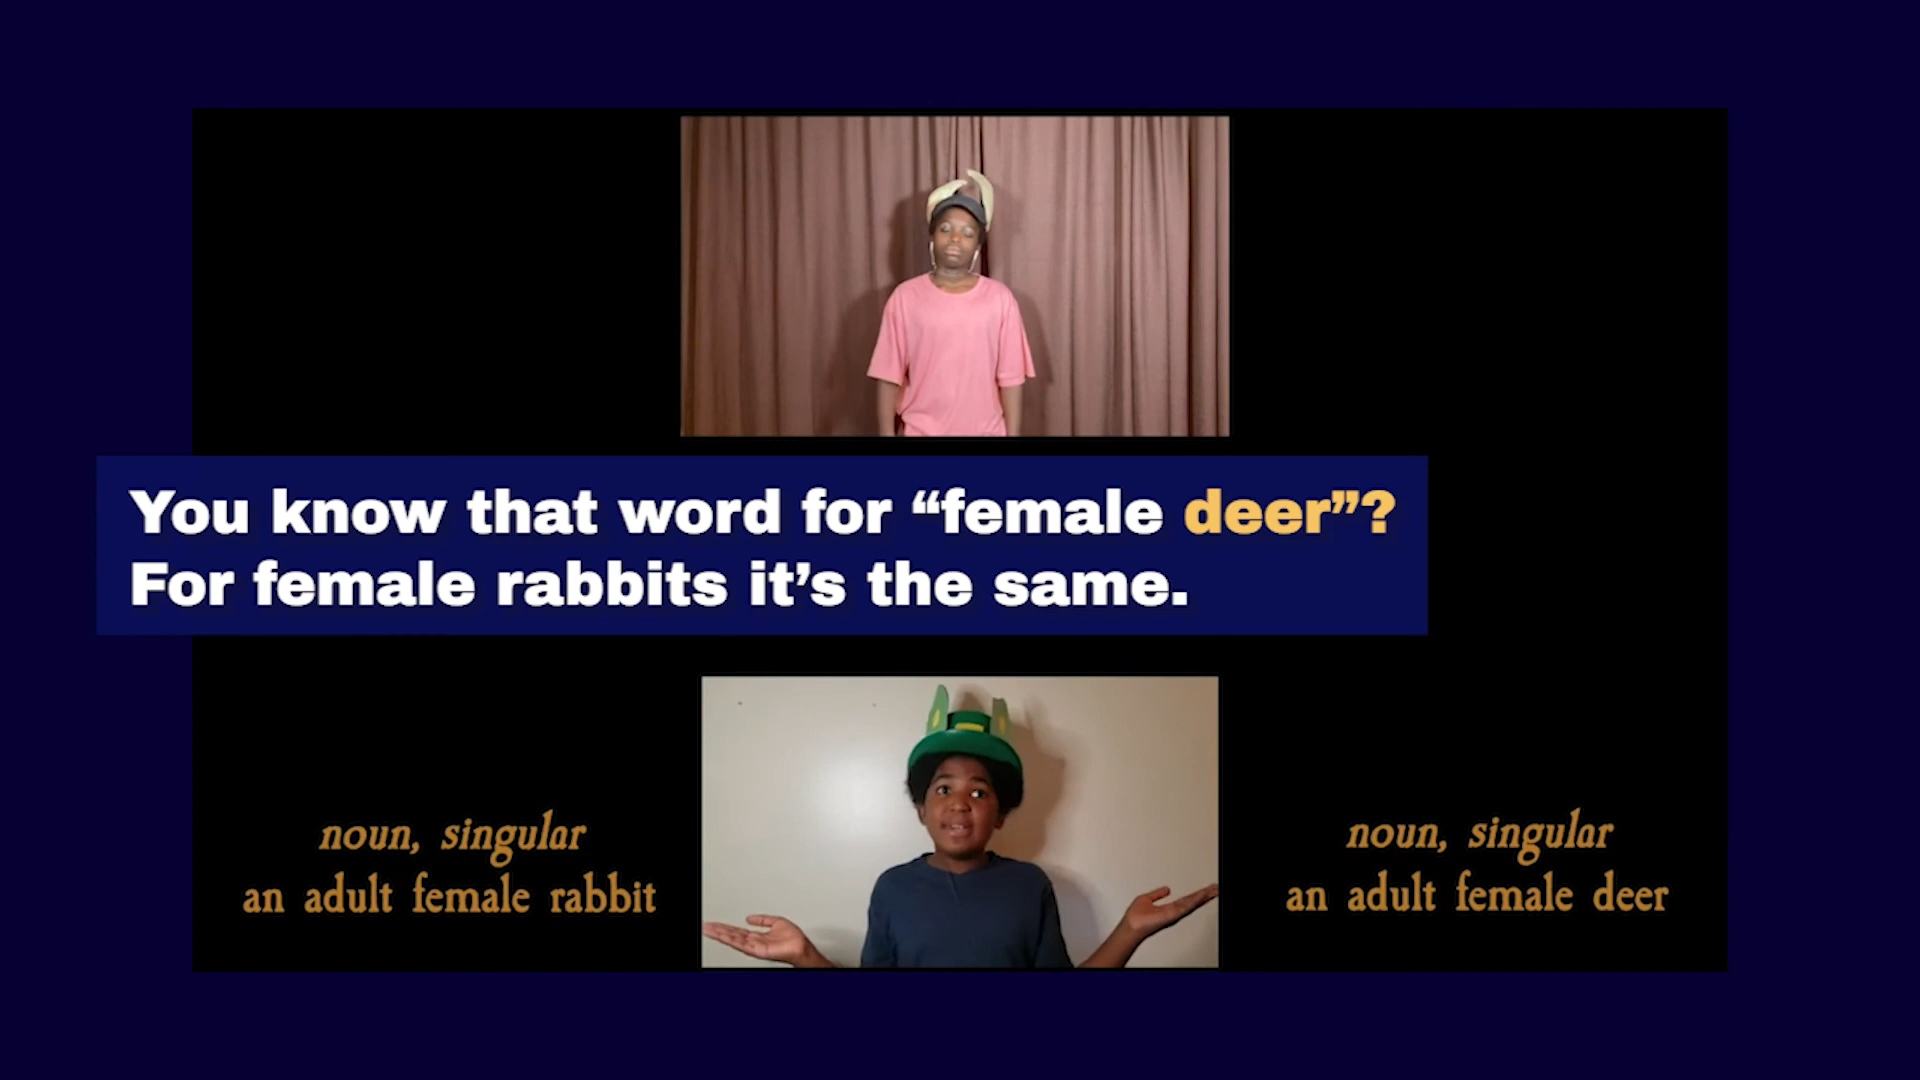 You know that word for “female deer”?
For female rabbits it’s the same.
noun, singular
an adult female rabbit
noun, singular
an adult female deer